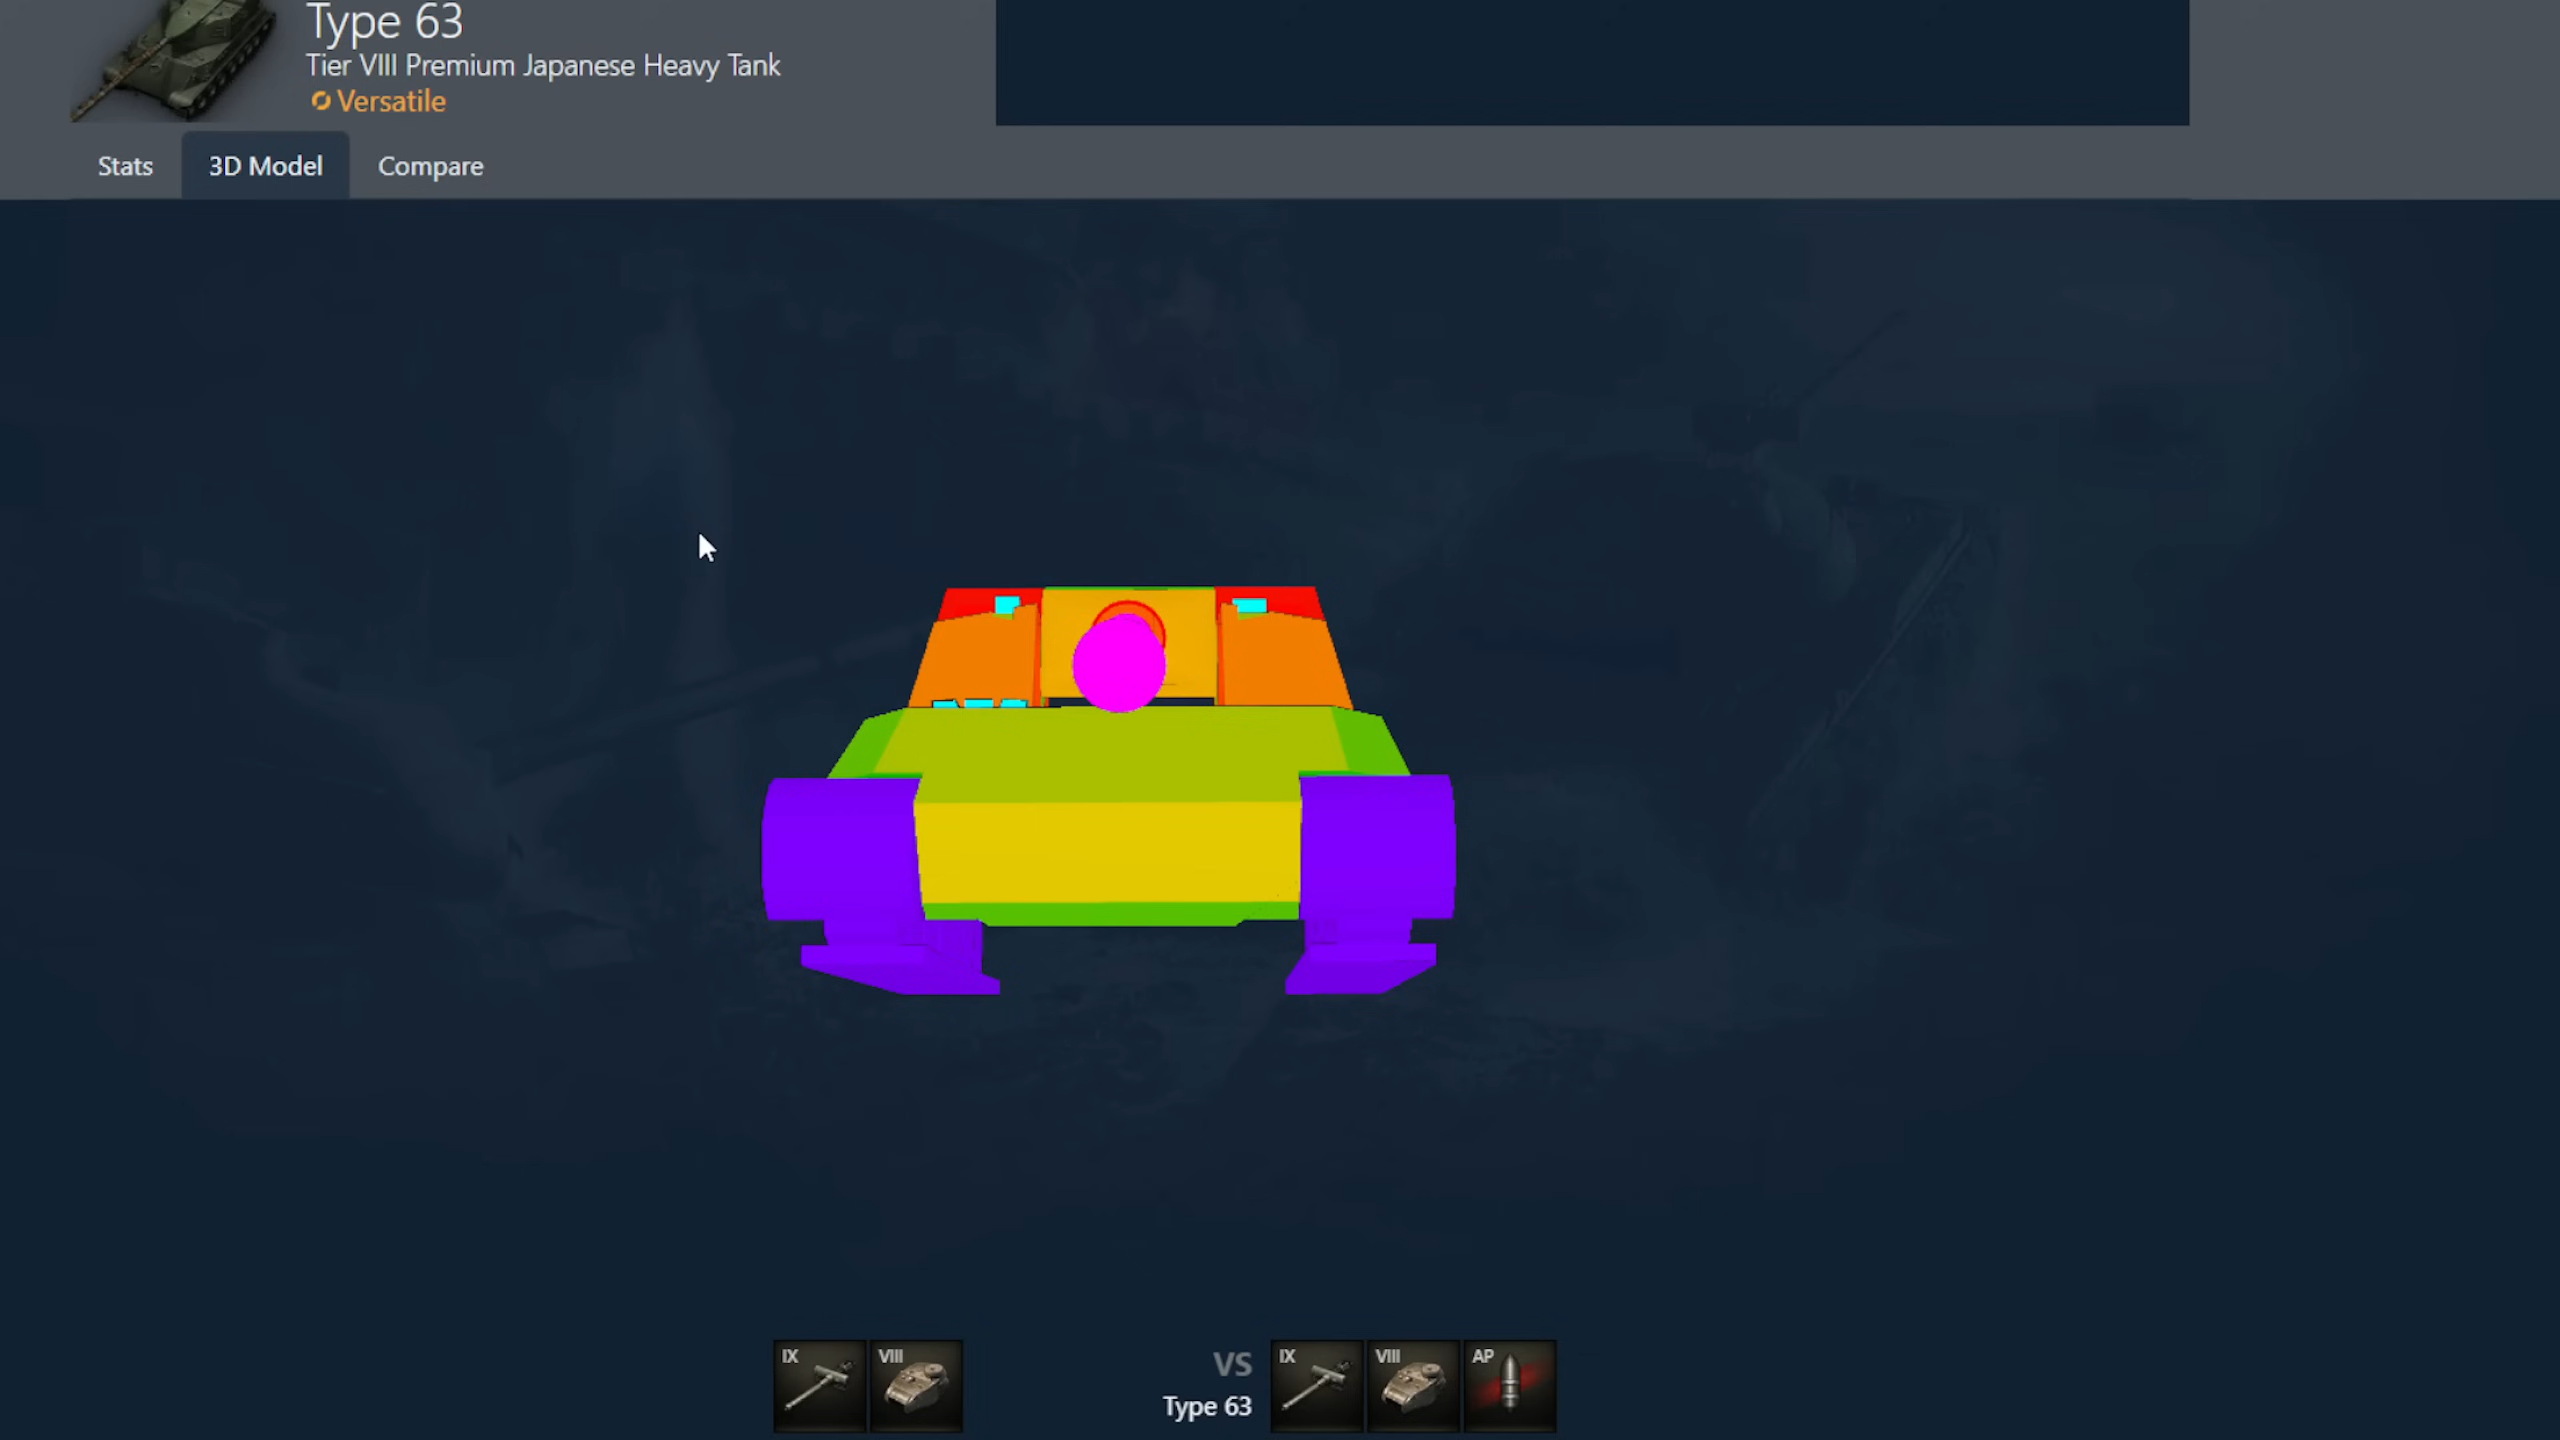 Type 63
Tier VIII Premium Japanese Heavy Tank
Versatile
Stats
3D Model
Compare
IX
VIII
VS
Type 63
IX
VIII
AP